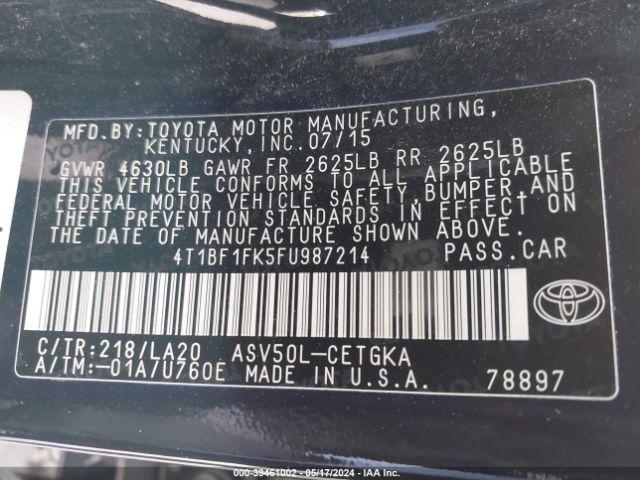 MFD.BY:TOYOTA MOTOR MANUFACTURING,
KENTUCKY, INC.07/15
GVWR 4630LB GAWR FR 2625LB RR 2625LB
THIS VEHICLE CONFORMS TO ALL APPLICABLE
FEDERAL MOTOR VEHICLE SAFETY,BUMPER,AND
THEFT PREVENTION STANDARDS IN EFFECT ON
THE DATE OF MANUFACTURE SHOWN ABOVE.
4T1BF1FK5FU987214 PASS.CAR
C/TR:218/LA20 ASV50L-CETGKA
A/TM:-01A/U760E MADE IN U.S.A. 78897
000-39461002 - 05/17/2024 - IAA Inc.